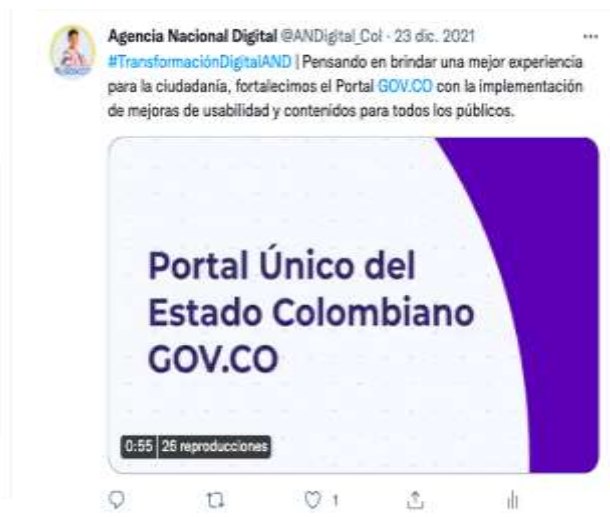 Agencia Nacional Digital @ANDigital_Col · 23 dic. 2021
#TransformaciónDigitalAND | Pensando en brindar una mejor experiencia
para la ciudadanía, fortalecimos el Portal GOV.CO con la implementación
de mejoras de usabilidad y contenidos para todos los públicos.
Portal Único del
Estado Colombiano
GOV.CO
0:55 26 reproducciones
1